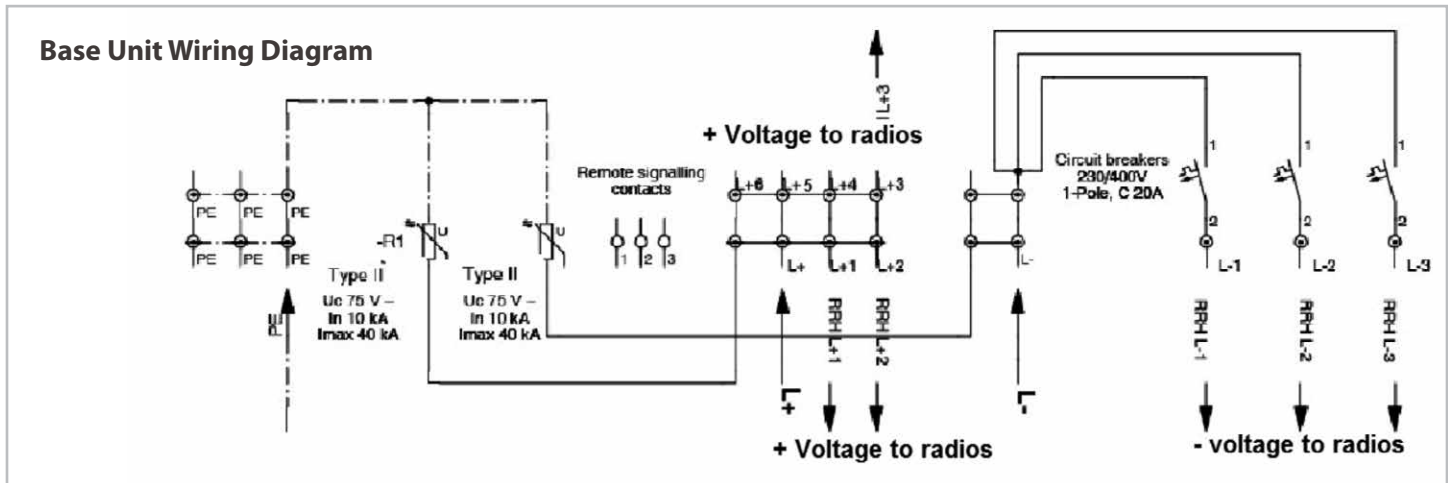 Base Unit Wiring Diagram
L+3
+ Voltage to radios
Remote signalling
contacts
Circuit breakers
230/400V
1-Pole, C 20A
1
1
1
L+6
L+5
L+4
L+3
PE
PE
PE
-R1
U
U
2
2
2
PE
PE
PE
1
2
3
L+
L+1
L+2
L-
L-1
L-2
L-3
Type II
Type II
Uc 75 V –
In 10 kA
Imax 40 kA
Uc 75 V –
In 10 kA
Imax 40 kA
PE
RRH L+1
RRH L+2
RRH L-1
RRH L-2
RRH L-3
L+
L-
+ Voltage to radios
- voltage to radios